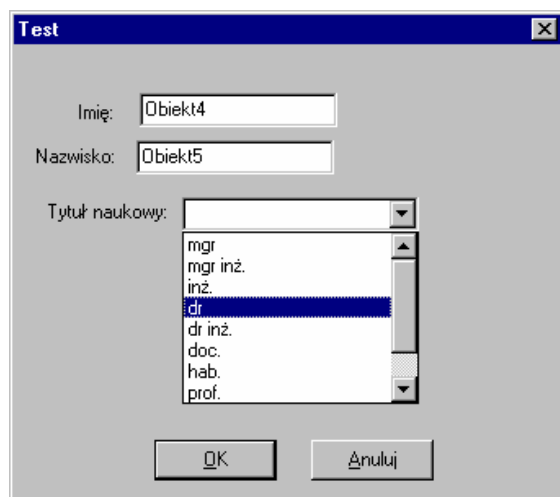 Test
Imię: Obiekt4
Nazwisko: Obiekt5
Tytuł naukowy:
mgr
mgr inż.
inż.
dr
dr inż.
doc.
hab.
prof.
OK Anuluj